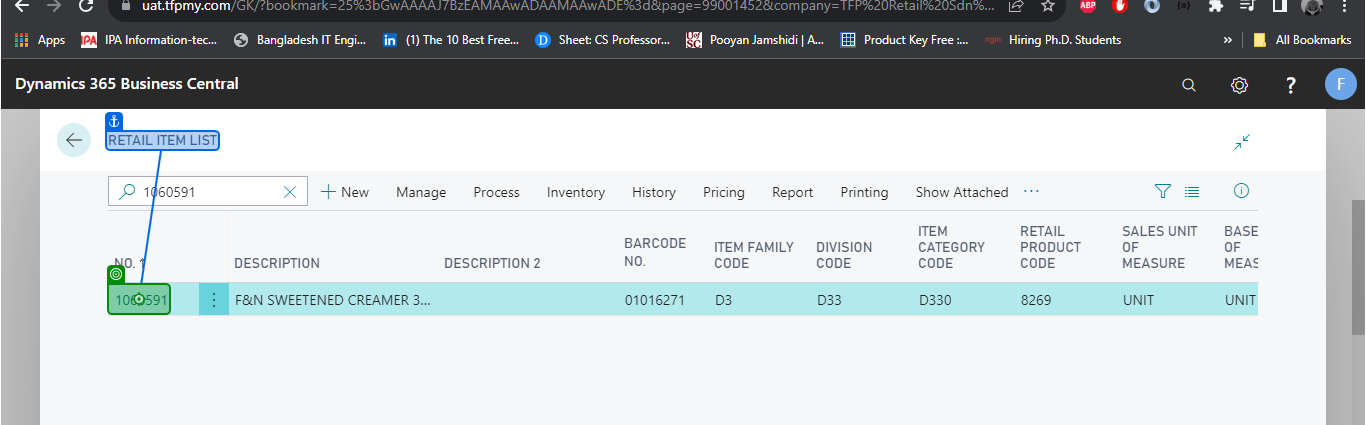 uat.tfpmy.com/GK/?bookmark=25%3bGwAAAAJ7BzEAMAAwADAAMAAwADE%3d&page=99001452&company=TFP%20Retail%20Sdn%...
ABP
Apps IPA IPA Information-tec... Bangladesh IT Engi... in (1) The 10 Best Free... D Sheet: CS Professor... Pooyan Jamshidi | A... Product Key Free :... ngin Hiring Ph.D. Students » All Bookmarks
Dynamics 365 Business Central ? F
RETAIL ITEM LIST
1060591 New Manage Process Inventory History Pricing Report Printing Show Attached ...
NO. ↑ DESCRIPTION DESCRIPTION 2 BARCODE NO. ITEM FAMILY CODE DIVISION CODE ITEM CATEGORY CODE RETAIL PRODUCT CODE SALES UNIT OF MEASURE BASE OF MEAS
1060591 F&N SWEETENED CREAMER 3... 01016271 D3 D33 D330 8269 UNIT UNIT